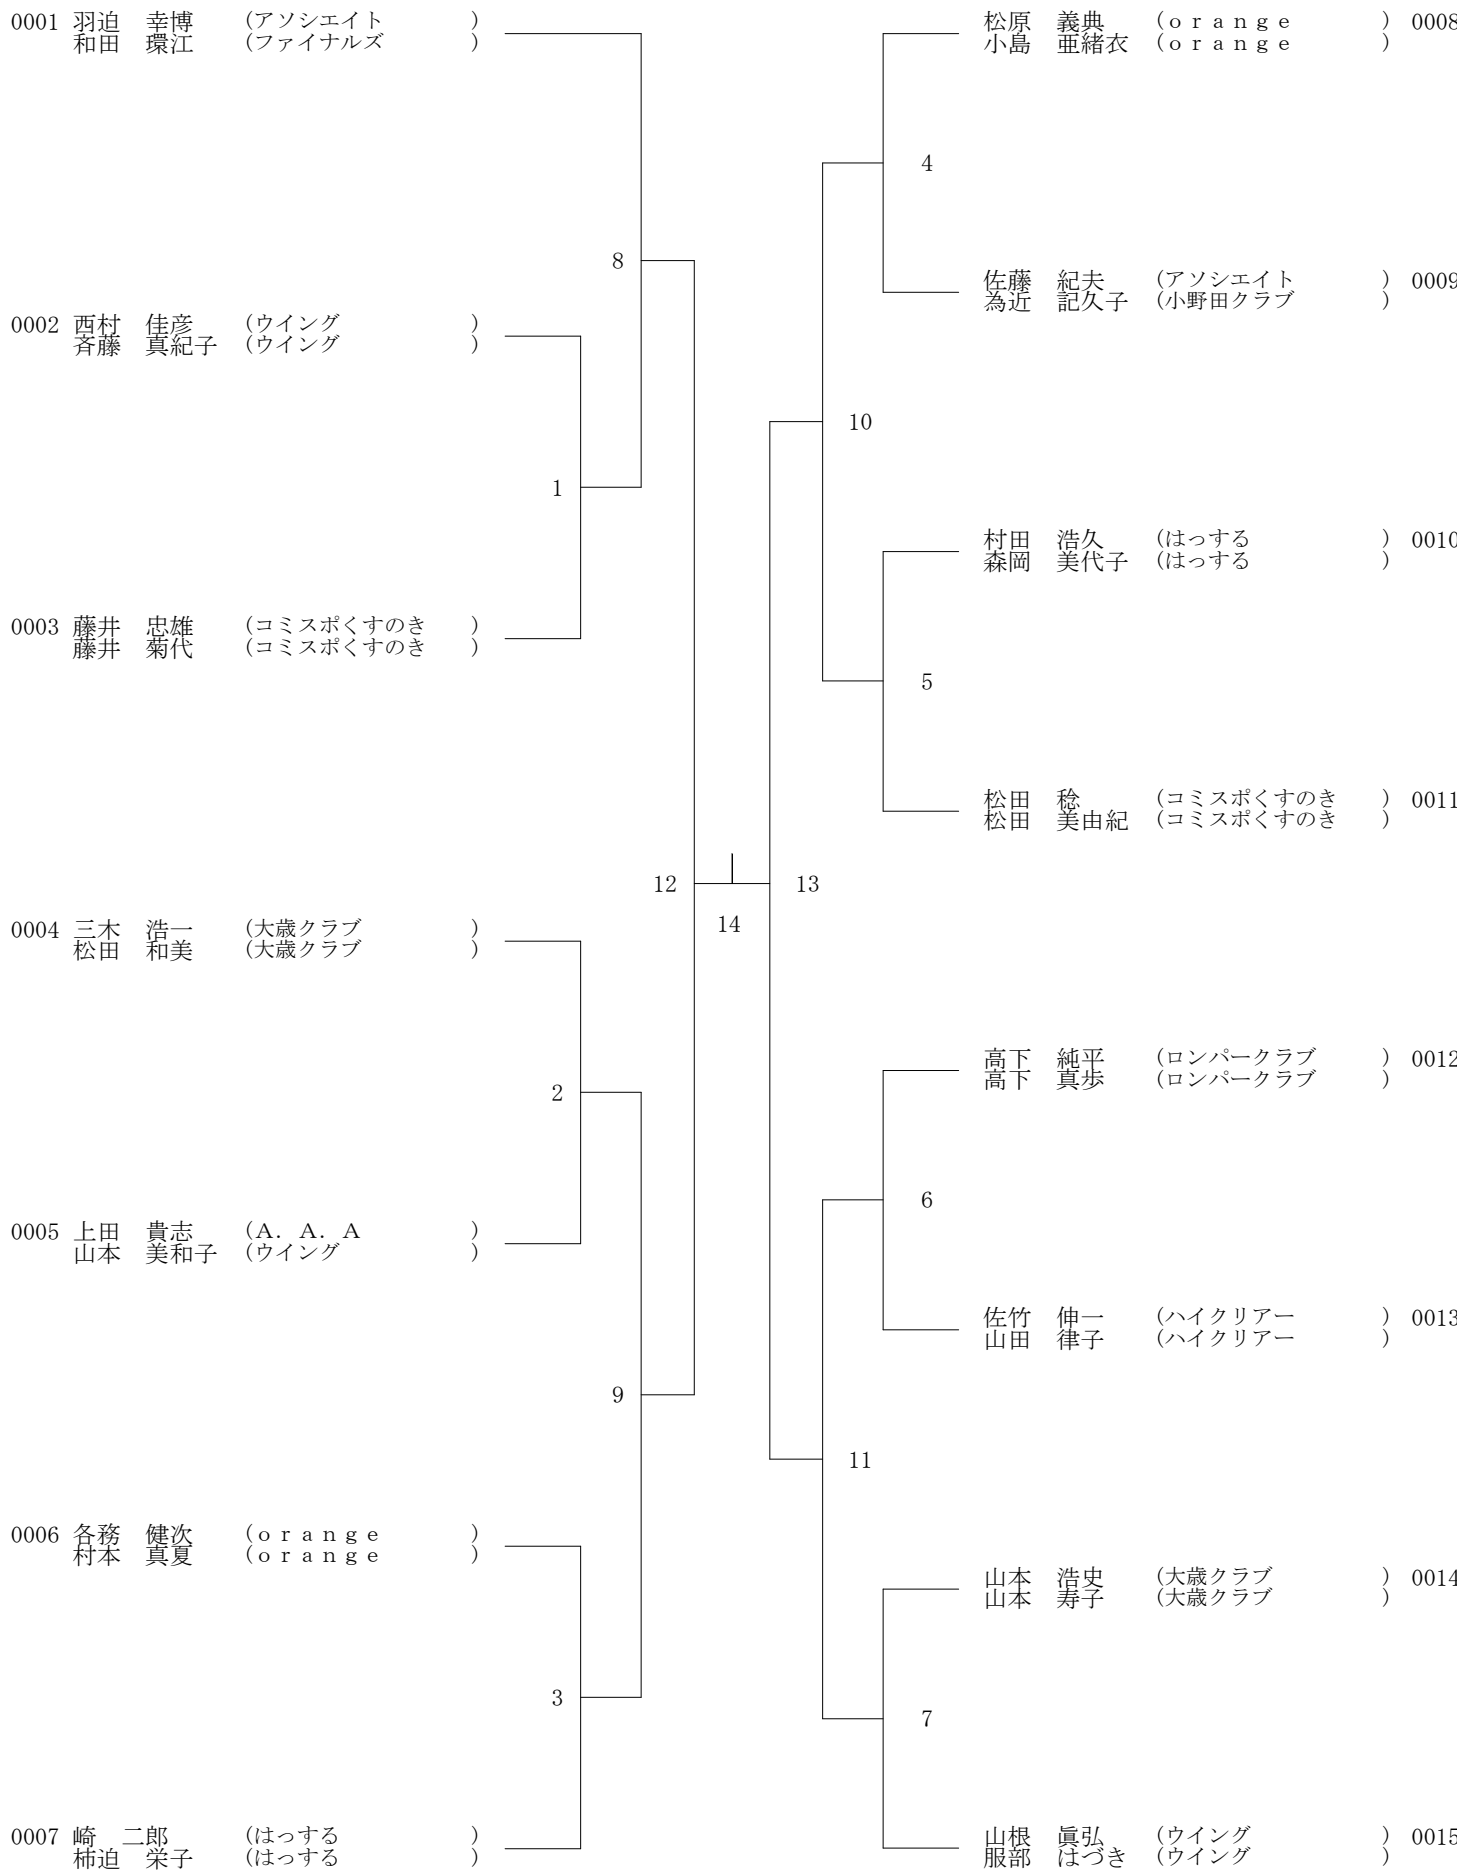 0001 羽迫　幸博　（アソシエイト　）
和田　環江　（ファイナルズ　）
8
0002 西村　佳彦　（ウイング　）
斉藤　真紀子　（ウイング　）
1
0003 藤井　忠雄　（コミスポくすのき　）
藤井　菊代　（コミスポくすのき　）
12
0004 三木　浩一　（大歳クラブ　）
松田　和美　（大歳クラブ　）
2
0005 上田　貴志　（Ａ．Ａ．Ａ　）
山本　美和子　（ウイング　）
9
0006 各務　健次　（ｏｒａｎｇｅ　）
村本　真夏　（ｏｒａｎｇｅ　）
3
0007 崎　二郎　（はっする　）
柿迫　栄子　（はっする　）
14
松原　義典　（ｏｒａｎｇｅ　） 0008
小島　亜緒衣　（ｏｒａｎｇｅ　）
4
佐藤　紀夫　（アソシエイト　） 0009
為近　記久子　（小野田クラブ　）
10
村田　浩久　（はっする　） 0010
森岡　美代子　（はっする　）
5
松田　稔　（コミスポくすのき　） 0011
松田　美由紀　（コミスポくすのき　）
13
高下　純平　（ロンパークラブ　） 0012
高下　真歩　（ロンパークラブ　）
6
佐竹　伸一　（ハイクリアー　） 0013
山田　律子　（ハイクリアー　）
11
山本　浩史　（大歳クラブ　） 0014
山本　寿子　（大歳クラブ　）
7
山根　眞弘　（ウイング　） 0015
服部　はづき　（ウイング　）